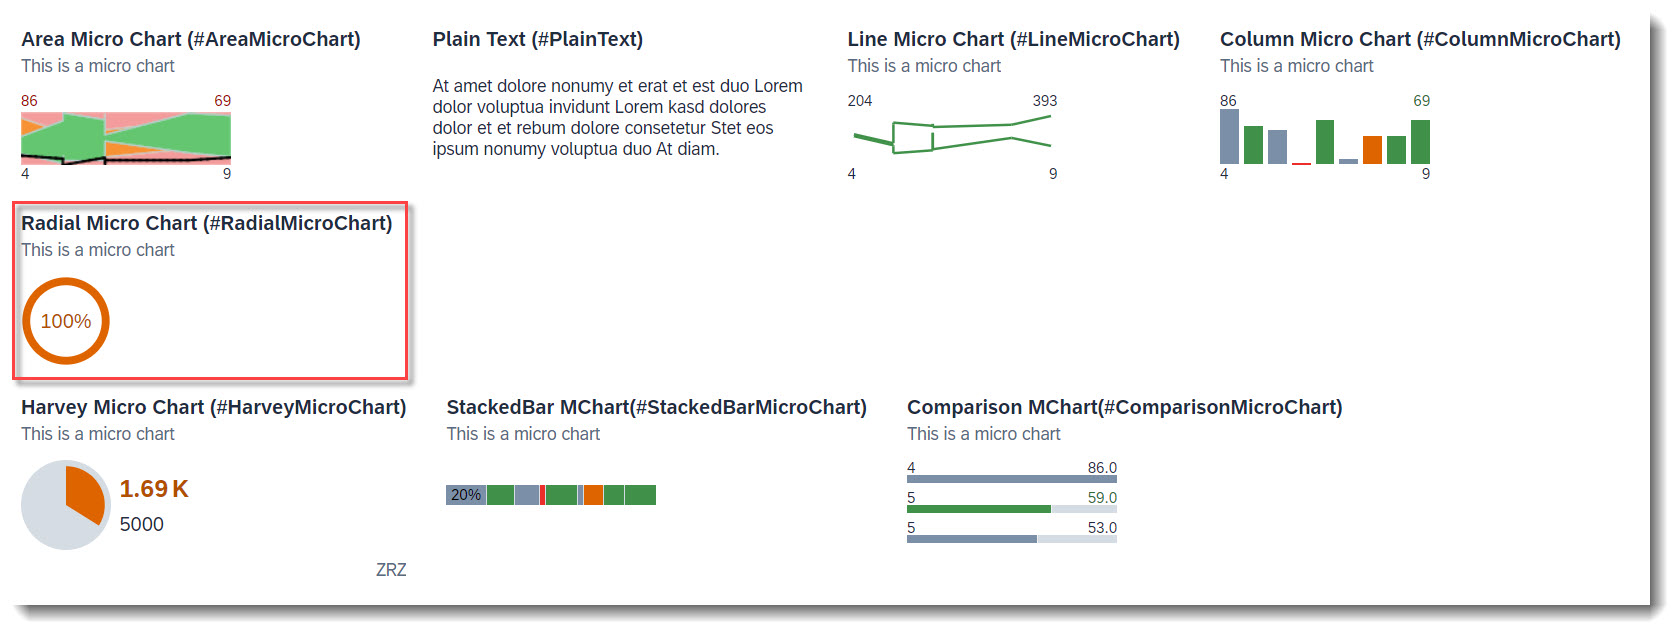 Area Micro Chart (#AreaMicroChart)
This is a micro chart
86 69
4 9
Plain Text (#PlainText)
At amet dolore nonumy et erat et est duo Lorem
dolor voluptua invidunt Lorem kasd dolores
dolor et et rebum dolore consetetur Stet eos
ipsum nonumy voluptua duo At diam.
Line Micro Chart (#LineMicroChart)
This is a micro chart
204 393
4 9
Column Micro Chart (#ColumnMicroChart)
This is a micro chart
86 69
4 9
Radial Micro Chart (#RadialMicroChart)
This is a micro chart
100%
Harvey Micro Chart (#HarveyMicroChart)
This is a micro chart
1.69 K
5000
ZRZ
StackedBar MChart(#StackedBarMicroChart)
This is a micro chart
20%
Comparison MChart(#ComparisonMicroChart)
This is a micro chart
4 86.0
5 59.0
5 53.0